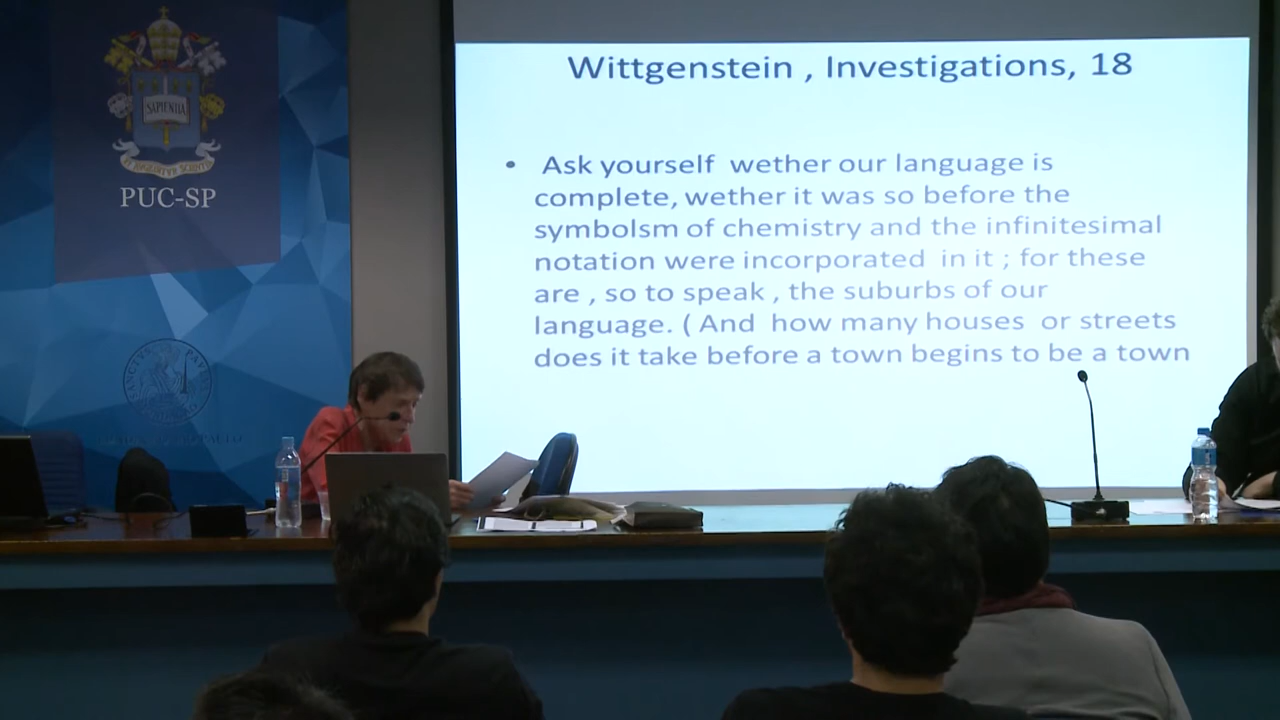 SAPIENTIA
PUC-SP
Wittgenstein , Investigations, 18
• Ask yourself wether our language is
complete, wether it was so before the
symbolsm of chemistry and the infinitesimal
notation were incorporated in it ; for these
are , so to speak , the suburbs of our
language. ( And how many houses or streets
does it take before a town begins to be a town